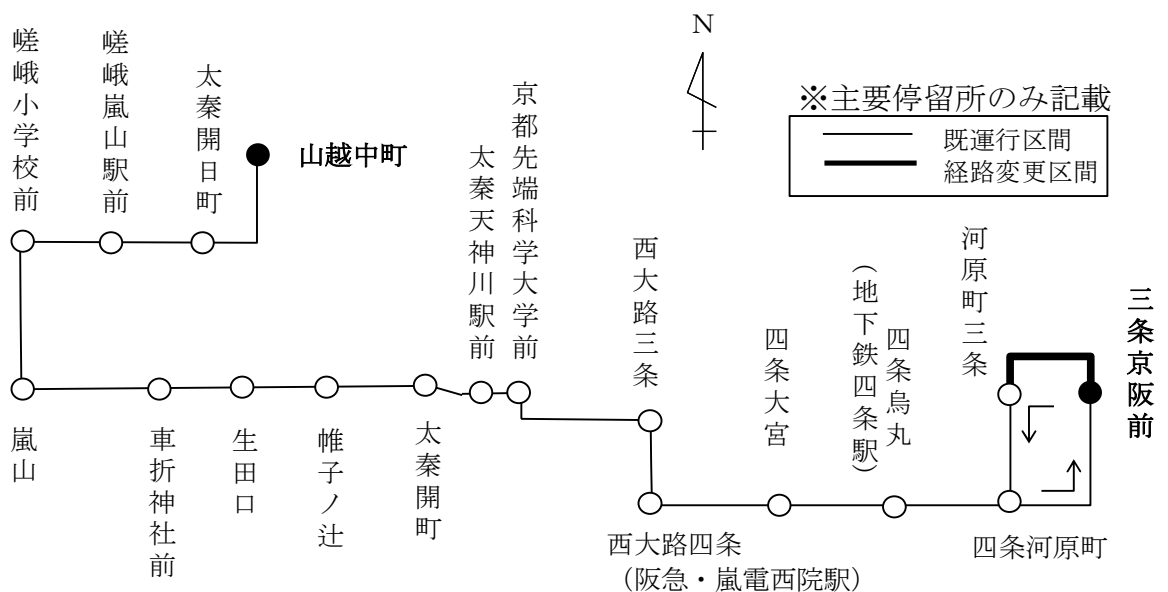 嵯峨小学校前
嵯峨嵐山駅前
太秦開日町
山越中町
N
※主要停留所のみ記載
既運行区間
経路変更区間
太秦天神川駅前
京都先端科学大学前
西大路三条
四条大宮
四条烏丸
（地下鉄四条駅）
河原町三条
三条京阪前
嵐山
車折神社前
生田口
帷子ノ辻
太秦開町
西大路四条
（阪急・嵐電西院駅）
四条河原町